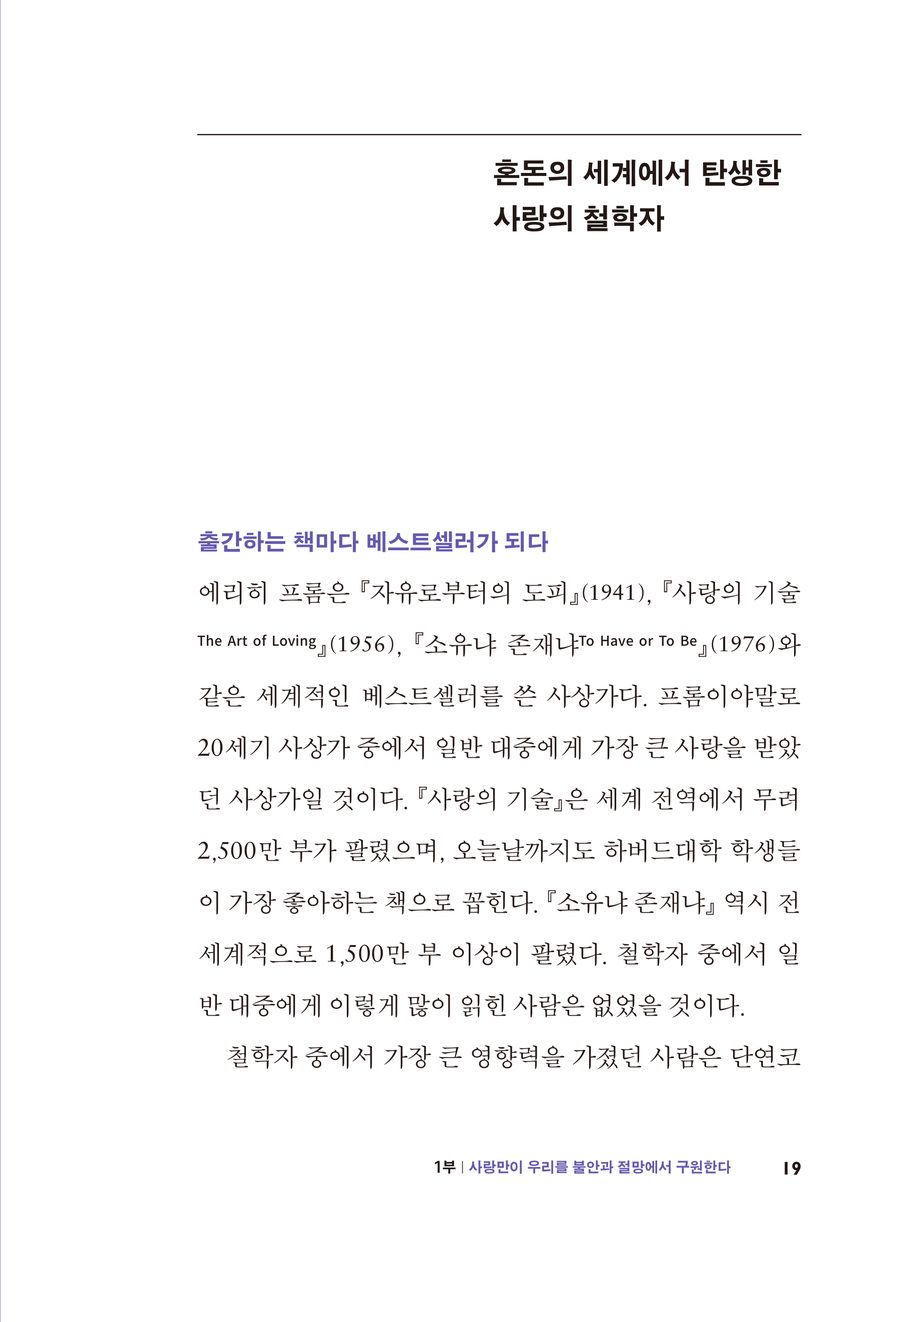 혼돈의 세계에서 탄생한
사랑의 철학자
출간하는 책마다 베스트셀러가 되다
에리히 프롬은 『자유로부터의 도피』(1941), 『사랑의 기술
The Art of Loving』(1956), 『소유냐 존재냐To Have or To Be』(1976)와
같은 세계적인 베스트셀러를 쓴 사상가다. 프롬이야말로
20세기 사상가 중에서 일반 대중에게 가장 큰 사랑을 받았
던 사상가일 것이다. 『사랑의 기술』은 세계 전역에서 무려
2,500만 부가 팔렸으며, 오늘날까지도 하버드대학 학생들
이 가장 좋아하는 책으로 꼽힌다. 『소유냐 존재냐』 역시 전
세계적으로 1,500만 부 이상이 팔렸다. 철학자 중에서 일
반 대중에게 이렇게 많이 읽힌 사람은 없었을 것이다.
철학자 중에서 가장 큰 영향력을 가졌던 사람은 단연코
1부 | 사랑만이 우리를 불안과 절망에서 구원한다 19